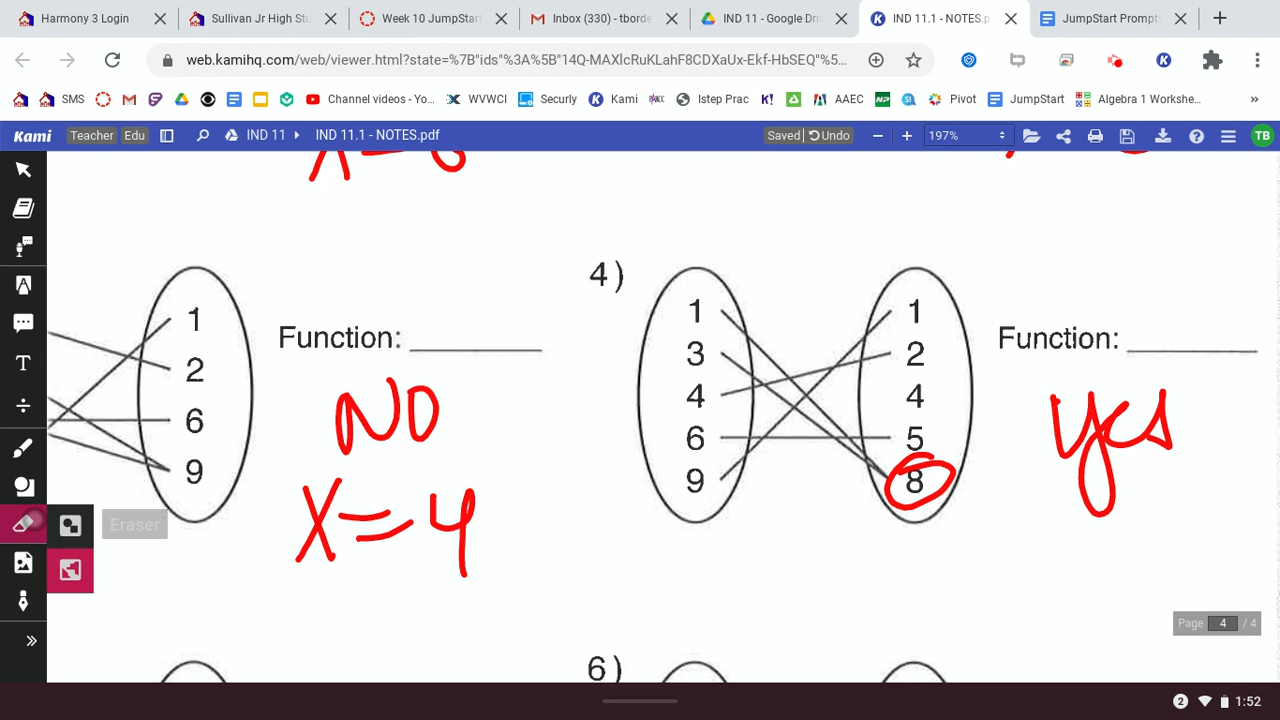 Harmony 3 Login
Sullivan Jr High Stu
Week 10 JumpStart
Inbox (330) - tborde
IND 11 - Google Dri
IND 11.1 - NOTES.p
JumpStart Prompt
web.kamihq.com/web/viewer.html?state=%7B"ids"%3A%5B"14Q-MAXlcRuKLahF8CDXaUx-Ekf-HbSEQ"%5...
SMS
Channel videos - Yo...
WVWCI
Securly
Kami
Istep Prac
K!
AAEC
NP
Pivot
JumpStart
Algebra 1 Workshe...
»
Kami
Teacher
Edu
IND 11
IND 11.1 - NOTES.pdf
Saved
Undo
197%
TB
4)
1
2
6
9
Function:
NO
X=4
1
3
4
6
9
1
2
4
5
8
Function:
yes
Eraser
Page 4 / 4
6)
2
1:52